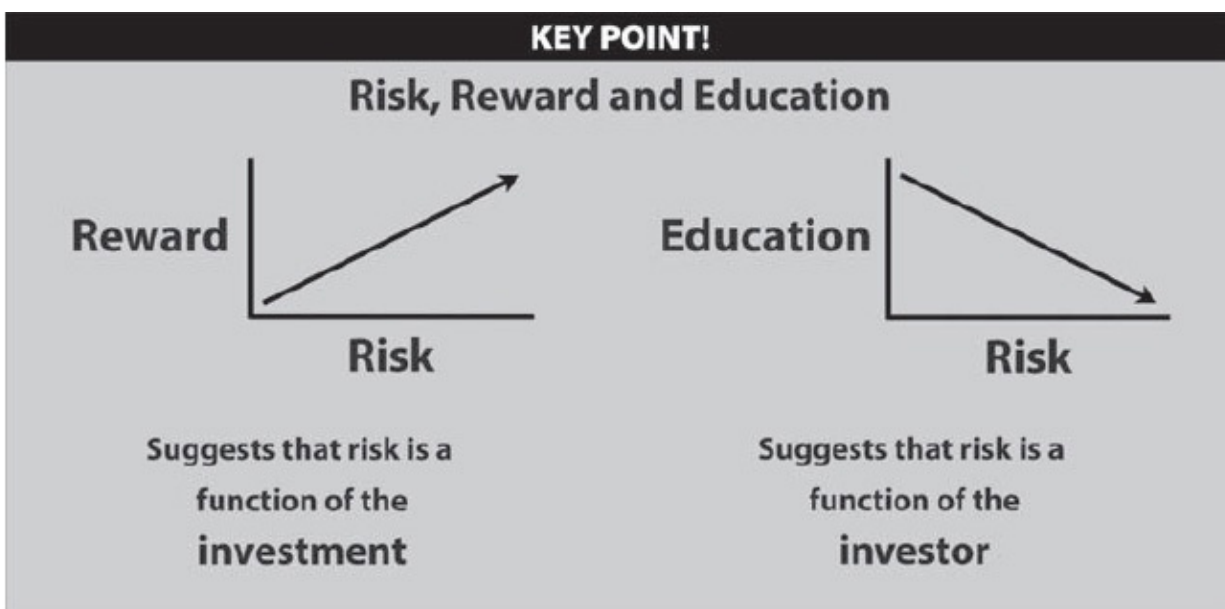 KEY POINT!
Risk, Reward and Education
Reward
Risk
Suggests that risk is a
function of the
investment
Education
Risk
Suggests that risk is a
function of the
investor